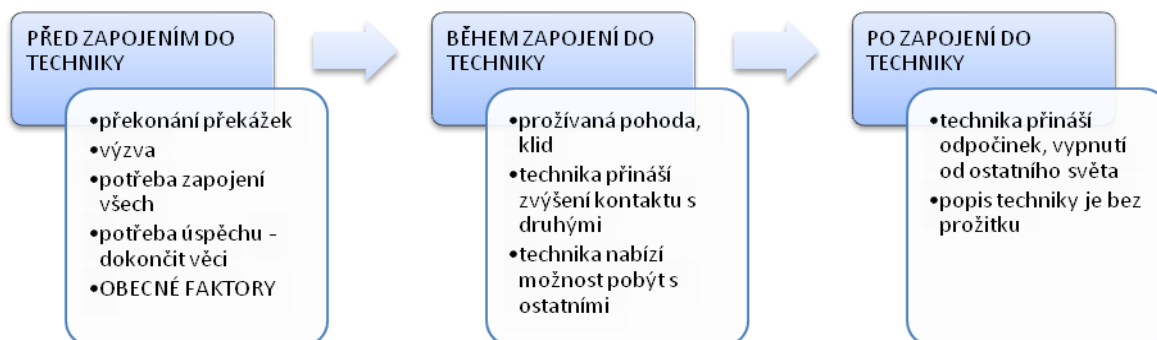 PŘED ZAPOJENÍM DO
TECHNIKY
•překonání překážek
•výzva
•potřeba zapojení
všech
•potřeba úspěchu -
dokončit věci
•OBECNÉ FAKTORY
BĚHEM ZAPOJENÍ DO
TECHNIKY
•prožívaná pohoda,
klid
•technika přináší
zvýšení kontaktu s
druhými
•technika nabízí
možnost pobýt s
ostatními
PO ZAPOJENÍ DO
TECHNIKY
•technika přináší
odpočinek, vypnutí
od ostatního světa
•popis techniky je bez
prožitku